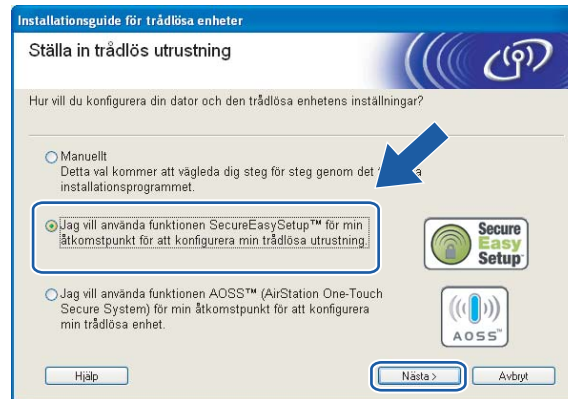 Installationsguide för trådlösa enheter
Ställa in trådlös utrustning
Hur vill du konfigurera din dator och den trådlösa enhetens inställningar?
Manuellt
Detta val kommer att vägleda dig steg för steg genom det
installationsprogrammet.
Jag vill använda funktionen SecureEasySetup™ för min
åtkomstpunkt för att konfigurera min trådlösa utrustning.
Secure
Easy
Setup
Jag vill använda funktionen AOSS™ (AirStation One-Touch
Secure System) för min åtkomstpunkt för att konfigurera
min trådlösa enhet.
AOSS™
Hjälp
Nästa >
Avbryt